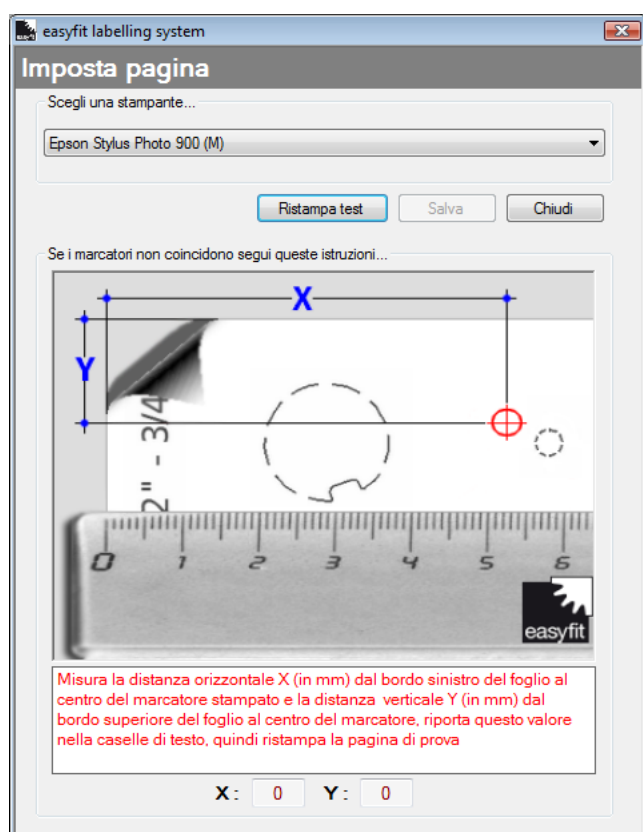 easyfit labelling system
Imposta pagina
Scegli una stampante...
Epson Stylus Photo 900 (M)
Ristampa test
Salva
Chiudi
Se i marcatori non coincidono segui queste istruzioni...
X
Y
2" - 3/4
0 1 2 3 4 5 6
easyfit
Misura la distanza orizzontale X (in mm) dal bordo sinistro del foglio al
centro del marcatore stampato e la distanza verticale Y (in mm) dal
bordo superiore del foglio al centro del marcatore, riporta questo valore
nella caselle di testo, quindi ristampa la pagina di prova
X : 0 Y : 0